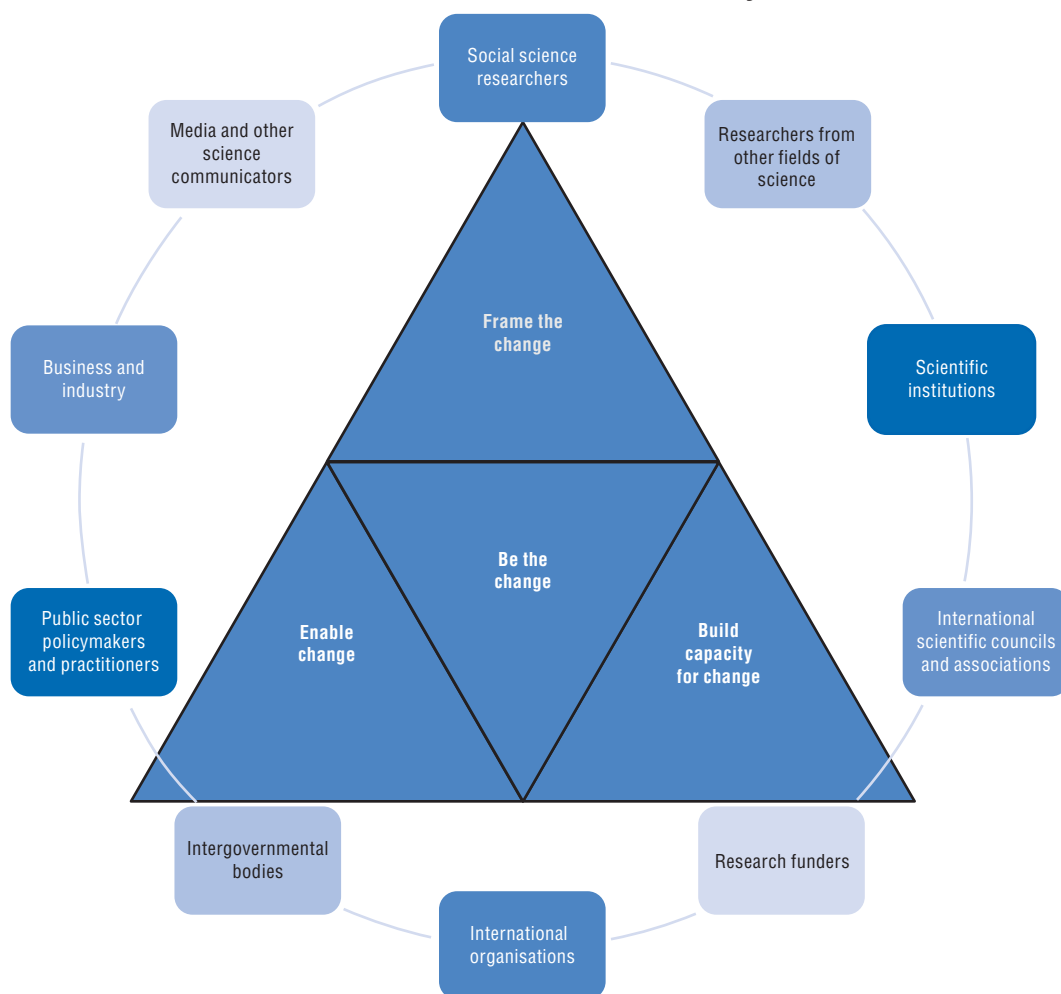 Social science
researchers
Media and other
science
communicators
Researchers from
other fields of
science
Frame the
change
Business and
industry
Scientific
institutions
Be the
change
Public sector
policymakers
and practitioners
Enable
change
Build
capacity
for change
International
scientific councils
and associations
Intergovernmental
bodies
Research funders
International
organisations